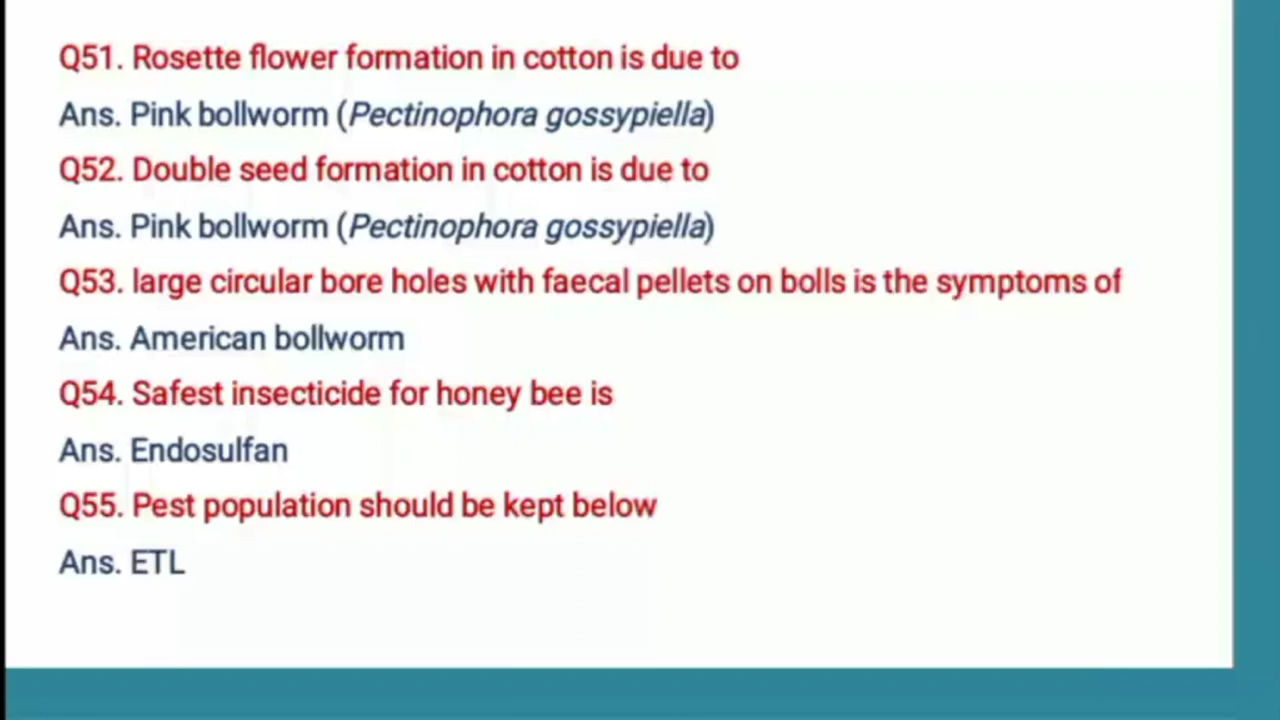 Q51. Rosette flower formation in cotton is due to
Ans. Pink bollworm (Pectinophora gossypiella)
Q52. Double seed formation in cotton is due to
Ans. Pink bollworm (Pectinophora gossypiella)
Q53. large circular bore holes with faecal pellets on bolls is the symptoms of
Ans. American bollworm
Q54. Safest insecticide for honey bee is
Ans. Endosulfan
Q55. Pest population should be kept below
Ans. ETL